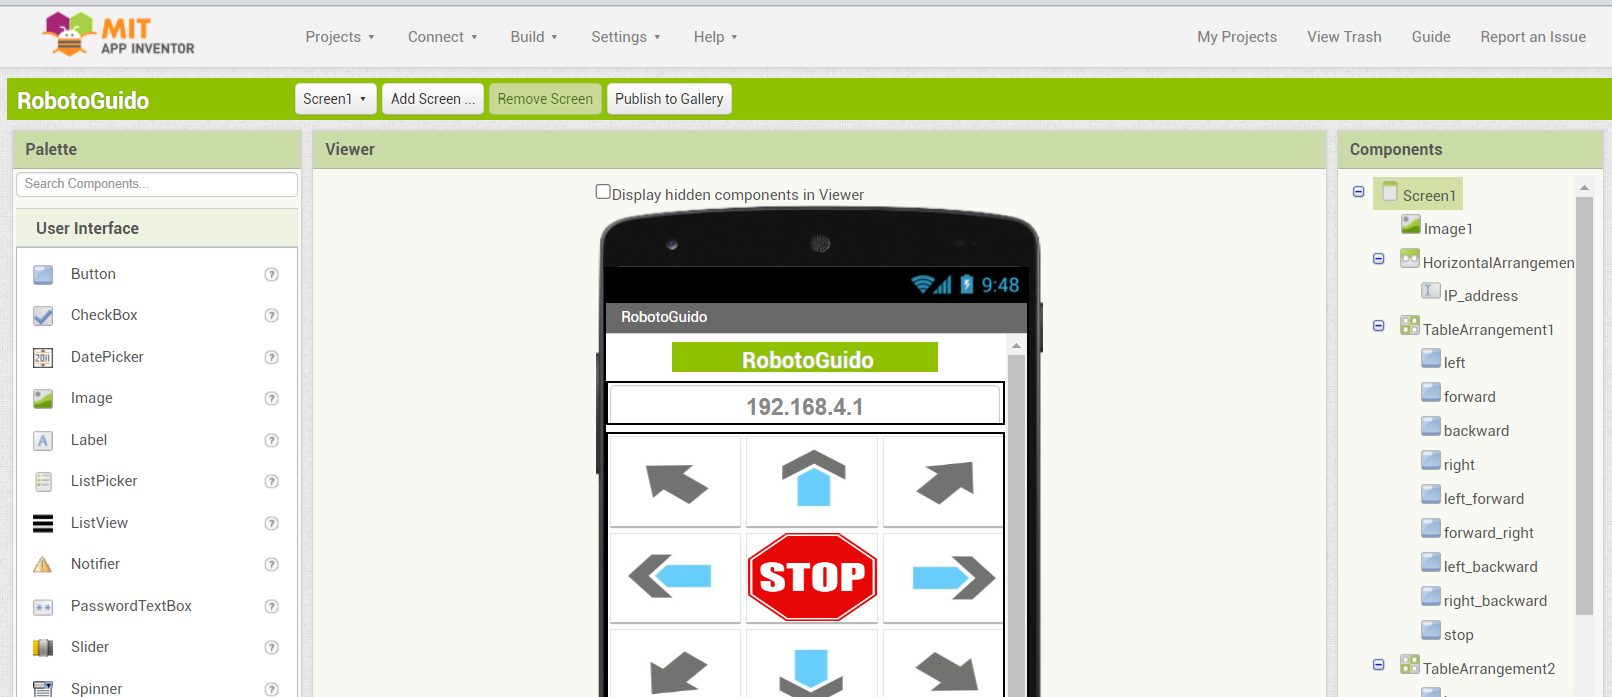 MIT
APP INVENTOR
Projects
Connect
Build
Settings
Help
My Projects
View Trash
Guide
Report an Issue
RobotoGuido
Screen1
Add Screen ...
Remove Screen
Publish to Gallery
Palette
Search Components...
User Interface
Button
CheckBox
DatePicker
Image
Label
ListPicker
ListView
Notifier
PasswordTextBox
Slider
Spinner
Viewer
Display hidden components in Viewer
9:48
RobotoGuido
RobotoGuido
192.168.4.1
STOP
Components
Screen1
Image1
HorizontalArrangemen
IP_address
TableArrangement1
left
forward
backward
right
left_forward
forward_right
left_backward
right_backward
stop
TableArrangement2